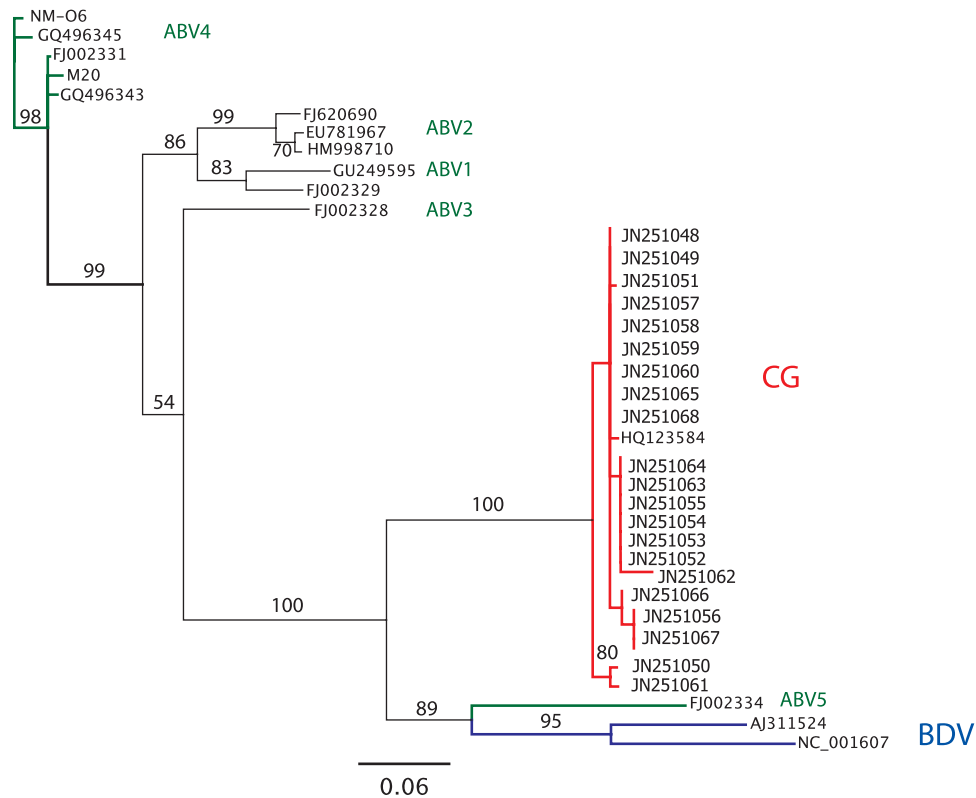 NM-O6
GQ496345
ABV4
FJ002331
M20
GQ496343
98
99
FJ620690
EU781967
ABV2
86
70
HM998710
83
GU249595
ABV1
FJ002329
FJ002328
ABV3
JN251048
JN251049
99
JN251051
JN251057
JN251058
JN251059
JN251060
CG
JN251065
54
JN251068
HQ123584
JN251064
JN251063
100
JN251055
JN251054
JN251053
JN251052
JN251062
JN251066
100
JN251056
JN251067
80
JN251050
JN251061
FJ002334
ABV5
89
95
AJ311524
BDV
NC_001607
0.06